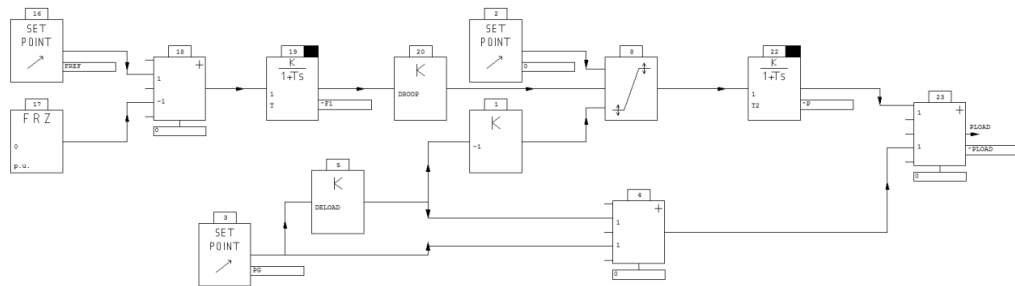 16
SET
POINT
FREF
17
FRZ
0
p.u.
18
+
1
-1
0
19
K
1+Ts
1
T
~F1
20
K
DROOP
2
SET
POINT
0
1
K
-1
8
22
K
1+Ts
1
T2
~P
23
+
1
1
0
PLOAD
~PLOAD
5
K
DELOAD
3
SET
POINT
PG
4
+
1
1
0